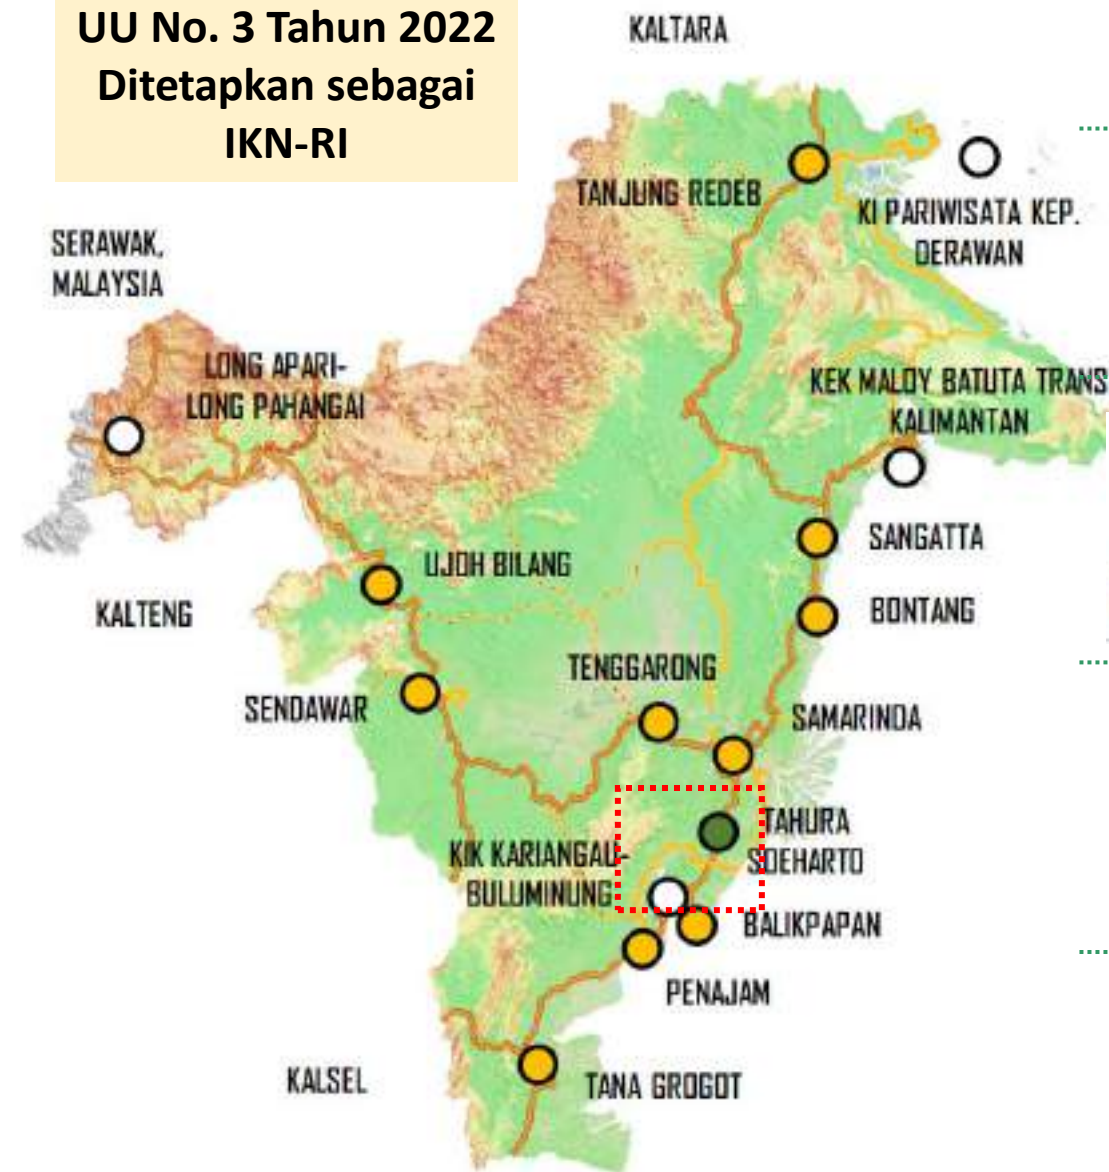 UU No. 3 Tahun 2022
Ditetapkan sebagai
IKN-RI
KALTARA
TANJUNG REDEB
KI PARIWISATA KEP.
DERAWAN
SERAWAK,
MALAYSIA
LONG APARI-
LONG PAHANGAI
KEK MALOY BATUTA TRANS
KALIMANTAN
SANGATTA
UJOH BILANG
BONTANG
KALTENG
TENGGARONG
SENDAWAR
SAMARINDA
TAHURA
SOEHARTO
KIK KARIANGAU-
BULUMINUNG
BALIKPAPAN
PENAJAM
KALSEL
TANA GROGOT